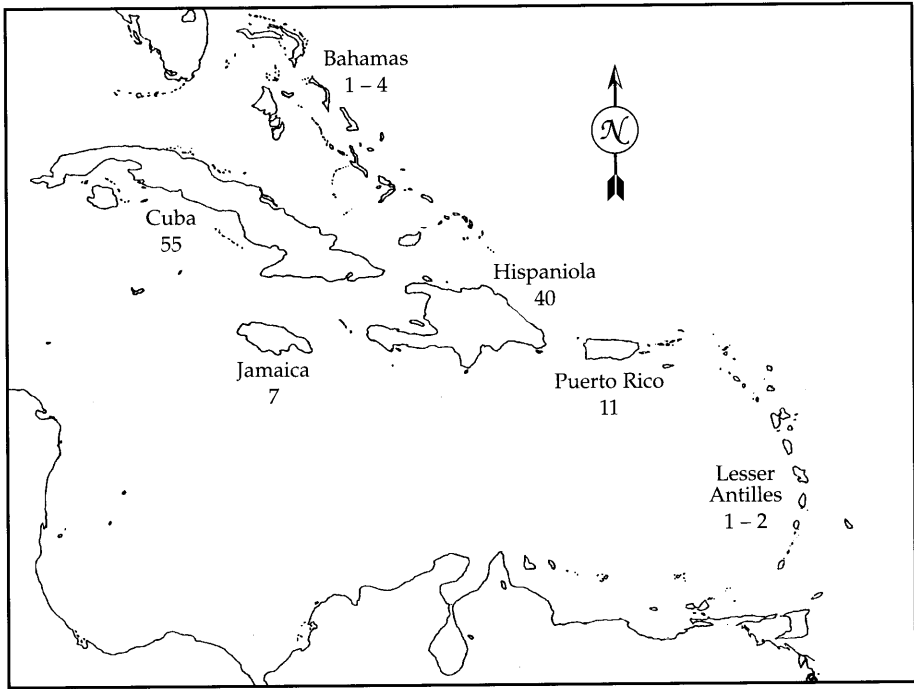 Bahamas
1 – 4
N
Cuba
55
Hispaniola
40
Jamaica
7
Puerto Rico
11
Lesser
Antilles
1 – 2